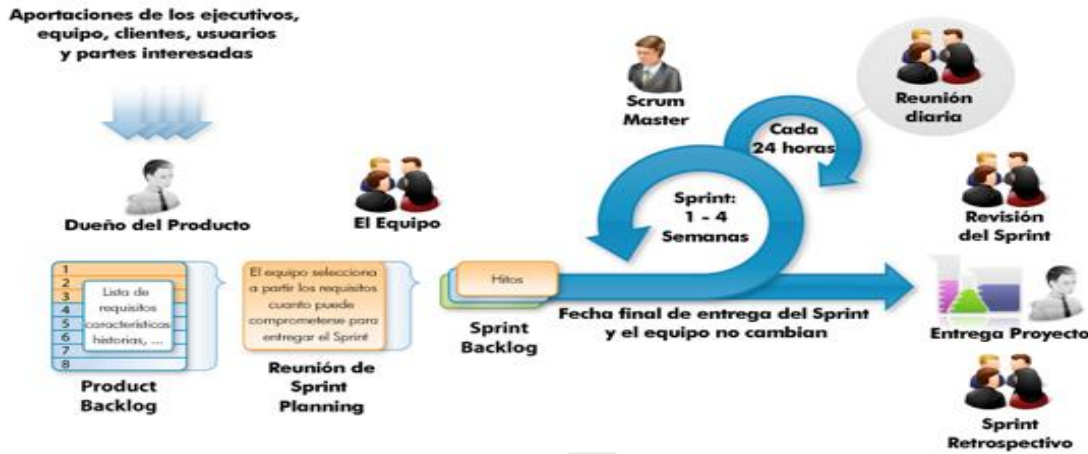 Aportaciones de los ejecutivos,
equipo, clientes, usuarios
y partes interesadas
Dueño del Producto
El Equipo
Scrum
Master
Cada
24 horas
Reunión
diaria
Sprint:
1 - 4
Semanas
Revisión
del Sprint
1
2
3
4
5
6
7
8
Lista de
requisitos
características
historias, ...
Product
Backlog
El equipo selecciona
a partir los requisitos
cuanto puede
comprometerse para
entregar el Sprint
Reunión de
Sprint
Planning
Hitos
Sprint
Backlog
Fecha final de entrega del Sprint
y el equipo no cambian
Entrega Proyecto
Sprint
Retrospectivo